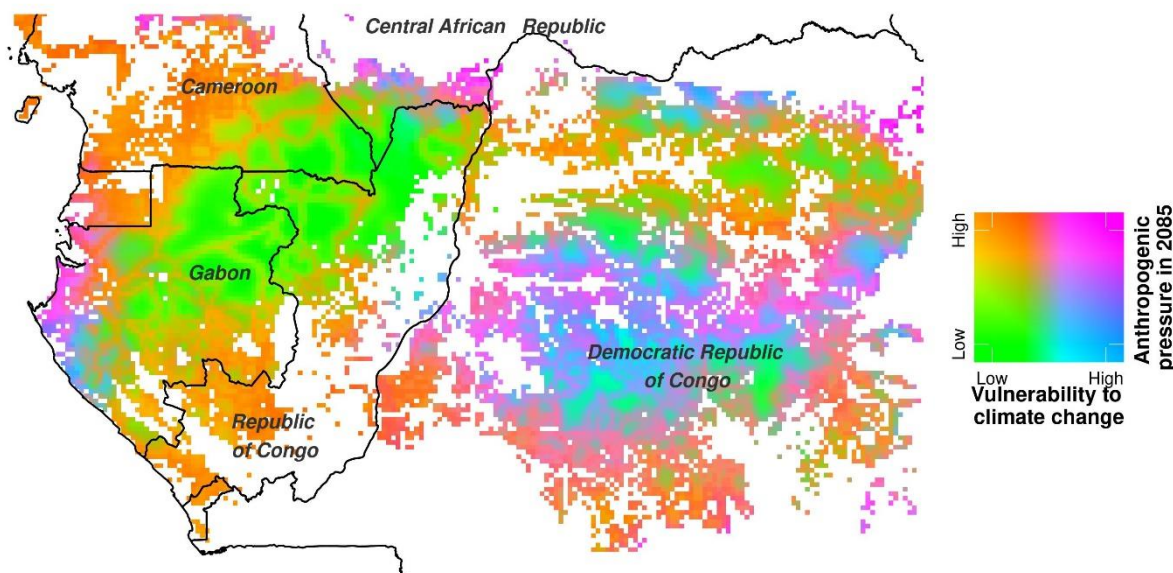 Central African Republic
Cameroon
Gabon
Democratic Republic
of Congo
Republic
of Congo
High
Low
Anthropogenic
pressure in 2085
Low High
Vulnerability to
climate change